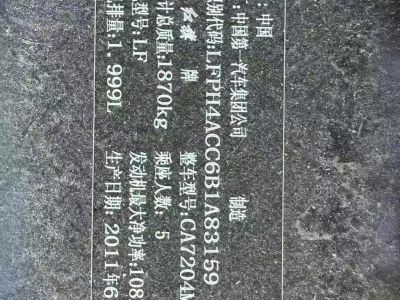 : 中国
: 中国第一汽车集团公司 制造
别代码:LFPH4ACC6B1A83159
红旗 牌 整车型号:CA7204M
计总质量:1870kg 乘座人数: 5
型号:LF 发动机最大净功率:108
排量:1.999L 生产日期: 2011年6